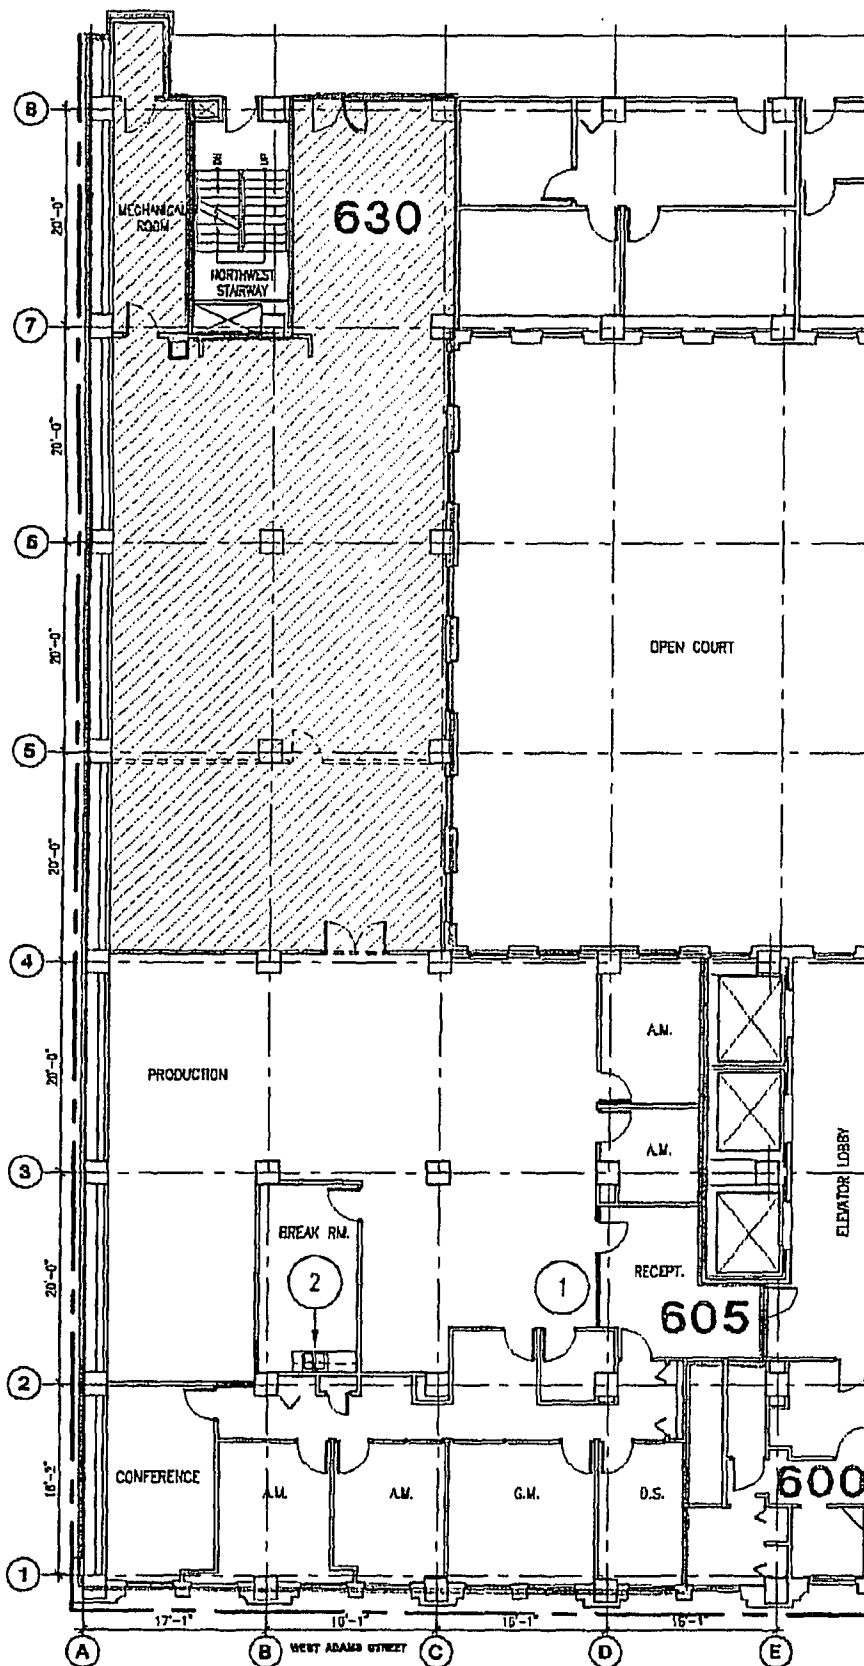 8
DN
UP
20'-0"
MECHANICAL
ROOM
630
NORTHWEST
STAIRWAY
7
20'-0"
6
20'-0"
OPEN COURT
5
20'-0"
4
A.M.
20'-0"
PRODUCTION
A.M.
3
ELEVATOR LOBBY
BREAK RM.
20'-0"
2
1
RECEPT.
605
2
CONFERENCE
A.M.
A.M.
G.M.
D.S.
600
1
17'-1"
16'-1"
16'-1"
16'-1"
WEST ADAMS STREET
A
B
C
D
E